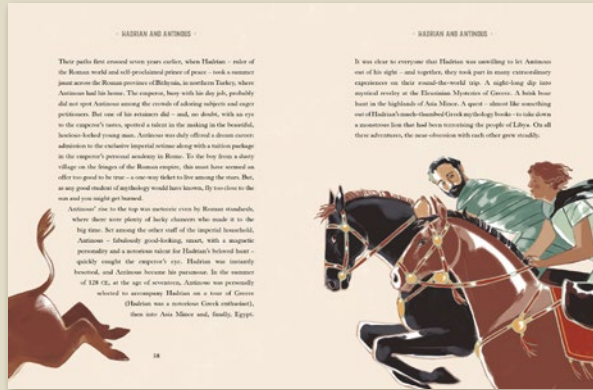 · HADRIAN AND ANTINOUS ·
Their paths first crossed seven years earlier, when Hadrian – ruler of
the Roman world and self-proclaimed prince of peace – took a summer
jaunt across the Roman province of Bithynia, in northern Turkey, where
Antinous had his home. The emperor, busy with his day job, probably
did not spot Antinous among the crowds of adoring subjects and eager
petitioners. But one of his retainers did – and, no doubt, with an eye
to the emperor's tastes, spotted a talent in the making in the beautiful,
luscious-locked young man. Antinous was duly offered a dream career:
admission to the exclusive imperial retinue along with a tuition package
in the emperor's personal academy in Rome. To the boy from a dusty
village on the fringes of the Roman empire, this must have seemed an
offer too good to be true – a one-way ticket to live among the stars. But,
as any good student of mythology would have known, fly too close to the
sun and you might get burned.
Antinous' rise to the top was meteoric even by Roman standards,
where there were plenty of lucky chancers who made it to the
big time. Set among the other staff of the imperial household,
Antinous – fabulously good-looking, smart, with a magnetic
personality and a notorious talent for Hadrian's beloved hunt –
quickly caught the emperor's eye. Hadrian was instantly
besotted, and Antinous became his paramour. In the summer
of 128 CE, at the age of seventeen, Antinous was personally
selected to accompany Hadrian on a tour of Greece
(Hadrian was a notorious Greek enthusiast),
then into Asia Minor and, finally, Egypt.
18
· HADRIAN AND ANTINOUS ·
It was clear to everyone that Hadrian was unwilling to let Antinous
out of his sight – and together, they took part in many extraordinary
experiences on their round-the-world trip. A night-long dip into
mystical revelry at the Eleusinian Mysteries of Greece. A brisk bear
hunt in the highlands of Asia Minor. A quest – almost like something
out of Hadrian's much-thumbed Greek mythology books – to take down
a monstrous lion that had been terrorising the people of Libya. On all
these adventures, the near-obsession with each other grew steadily.